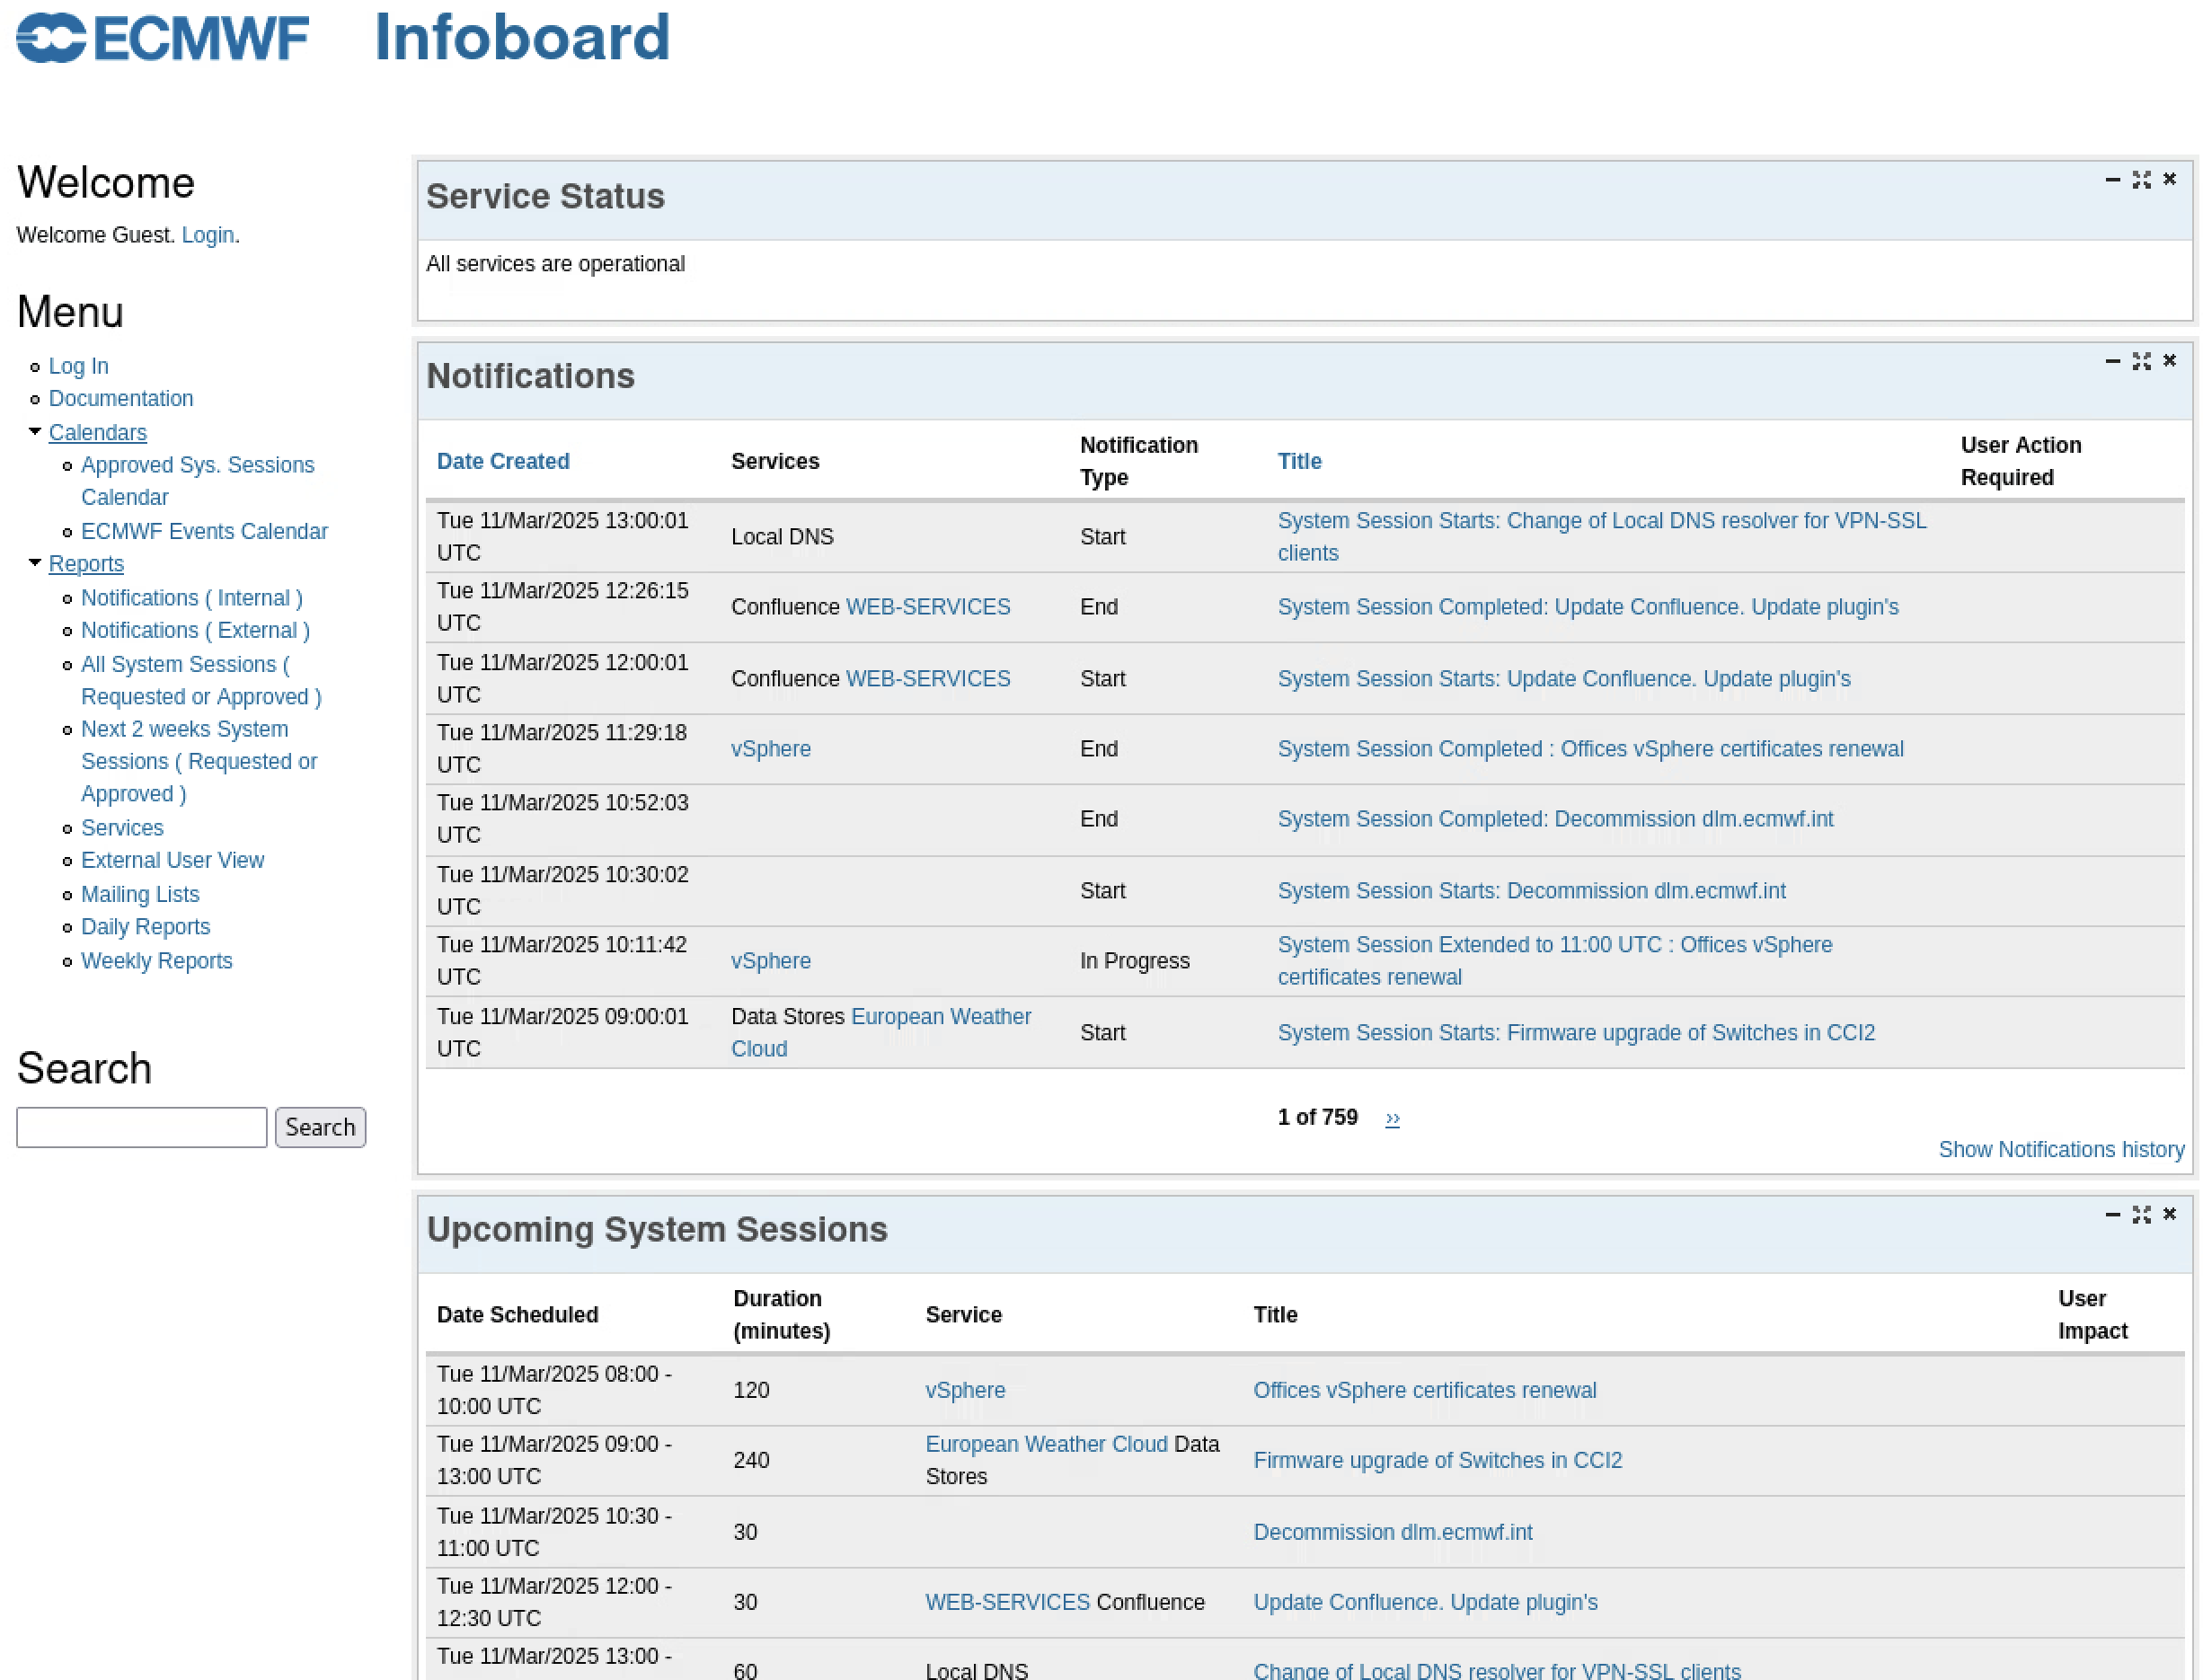 ECMWF Infoboard
Welcome
Welcome Guest. Login.
Menu
Log In
Documentation
Calendars
Approved Sys. Sessions
Calendar
ECMWF Events Calendar
Reports
Notifications ( Internal )
Notifications ( External )
All System Sessions (
Requested or Approved )
Next 2 weeks System
Sessions ( Requested or
Approved )
Services
External User View
Mailing Lists
Daily Reports
Weekly Reports
Search
Search
Service Status
All services are operational
Notifications
Date Created Services Notification Type Title User Action Required
Tue 11/Mar/2025 13:00:01 UTC Local DNS Start System Session Starts: Change of Local DNS resolver for VPN-SSL clients
Tue 11/Mar/2025 12:26:15 UTC Confluence WEB-SERVICES End System Session Completed: Update Confluence. Update plugin's
Tue 11/Mar/2025 12:00:01 UTC Confluence WEB-SERVICES Start System Session Starts: Update Confluence. Update plugin's
Tue 11/Mar/2025 11:29:18 UTC vSphere End System Session Completed : Offices vSphere certificates renewal
Tue 11/Mar/2025 10:52:03 UTC End System Session Completed: Decommission dlm.ecmwf.int
Tue 11/Mar/2025 10:30:02 UTC Start System Session Starts: Decommission dlm.ecmwf.int
Tue 11/Mar/2025 10:11:42 UTC vSphere In Progress System Session Extended to 11:00 UTC : Offices vSphere certificates renewal
Tue 11/Mar/2025 09:00:01 UTC Data Stores European Weather Cloud Start System Session Starts: Firmware upgrade of Switches in CCI2
1 of 759 ››
Show Notifications history
Upcoming System Sessions
Date Scheduled Duration (minutes) Service Title User Impact
Tue 11/Mar/2025 08:00 - 10:00 UTC 120 vSphere Offices vSphere certificates renewal
Tue 11/Mar/2025 09:00 - 13:00 UTC 240 European Weather Cloud Data Stores Firmware upgrade of Switches in CCI2
Tue 11/Mar/2025 10:30 - 11:00 UTC 30 Decommission dlm.ecmwf.int
Tue 11/Mar/2025 12:00 - 12:30 UTC 30 WEB-SERVICES Confluence Update Confluence. Update plugin's
Tue 11/Mar/2025 13:00 - 60 Local DNS Change of Local DNS resolver for VPN-SSL clients